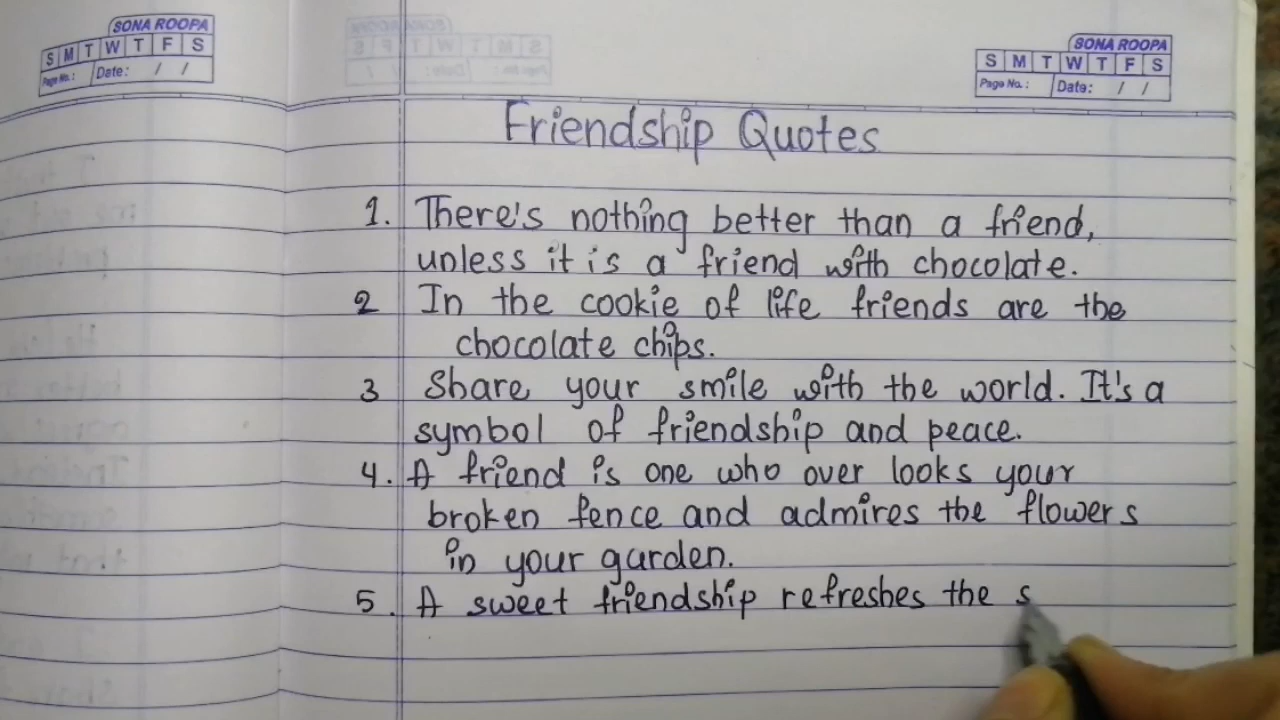 SONA ROOPA
S M T W T F S
Page No.: Date: / /
SONA ROOPA
S M T W T F S
Page No.: Date: / /
Friendship Quotes
1. There's nothing better than a friend,
unless it is a friend with chocolate.
2 In the cookie of life friends are the
chocolate chips.
3 Share your smile with the world. It's a
symbol of friendship and peace.
4. A friend is one who over looks your
broken fence and admires the flowers
in your garden.
5. A sweet friendship refreshes the s